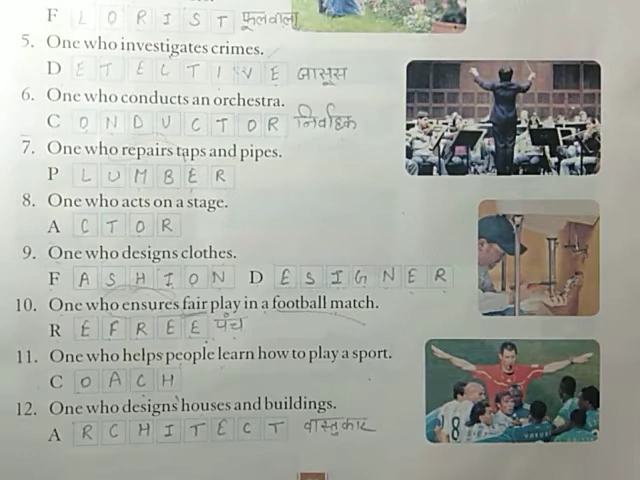 F L O R I S T फूलवाला
5. One who investigates crimes.
D E T E C T I V E जासूस
6. One who conducts an orchestra.
C O N D U C T O R निर्वाहक
7. One who repairs taps and pipes.
P L U M B E R
8. One who acts on a stage.
A C T O R
9. One who designs clothes.
F A S H I O N D E S I G N E R
10. One who ensures fair play in a football match.
R E F R E E पंच
11. One who helps people learn how to play a sport.
C O A C H
12. One who designs houses and buildings.
A R C H I T E C T वास्तुकार
8